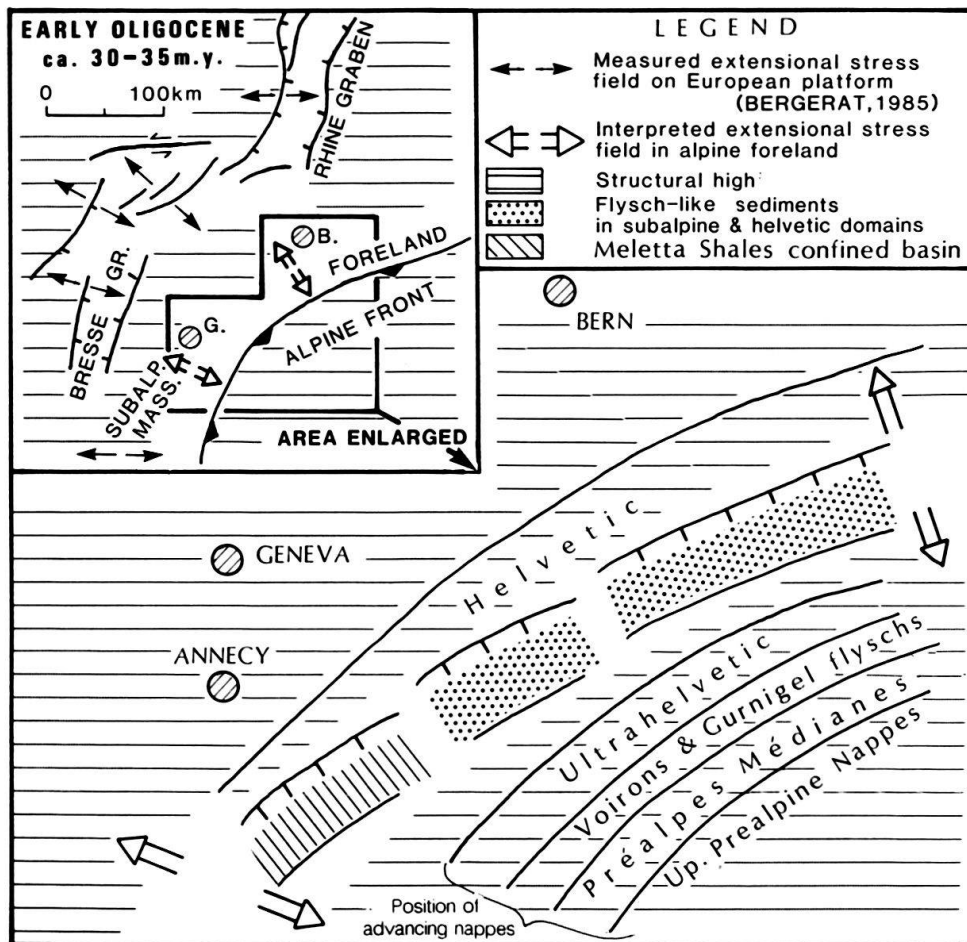 EARLY OLIGOCENE
ca. 30-35m.y.
0 100km
RHINE GRABEN
BRESSE GR.
B.
FORELAND
ALPINE FRONT
G.
SUBALP.
MASS.
AREA ENLARGED
LEGEND
Measured extensional stress
field on European platform
(BERGERAT,1985)
Interpreted extensional stress
field in alpine foreland
Structural high
Flysch-like sediments
in subalpine & helvetic domains
Meletta Shales confined basin
BERN
GENEVA
ANNECY
Helvetic
Ultrahelvetic
Voirons & Gurnigel flyschs
Préalpes Médianes
Up. Prealpine Nappes
Position of
advancing nappes